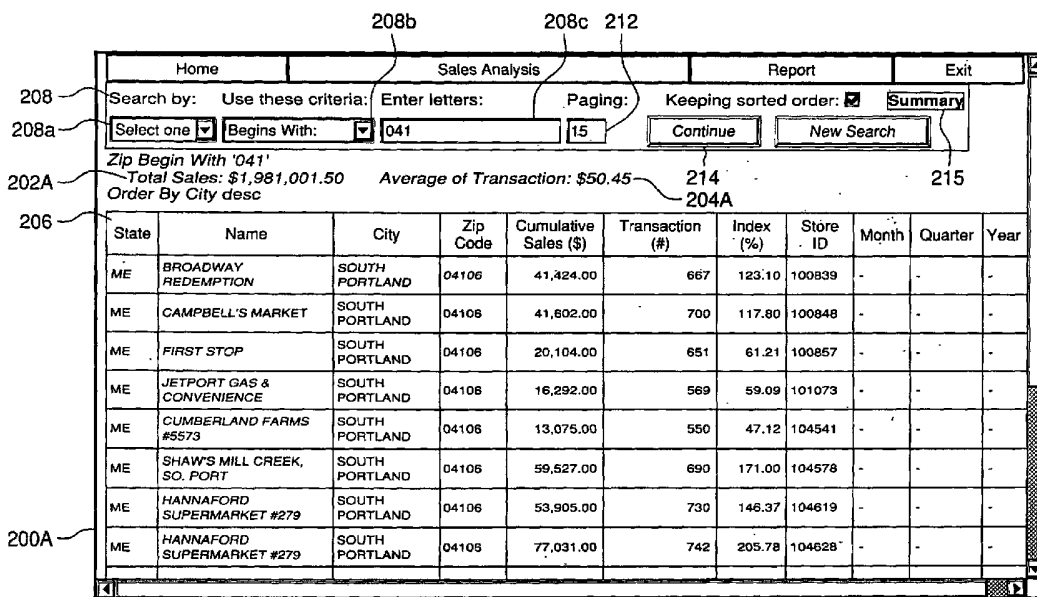 208b 208c 212
Home Sales Analysis Report Exit
208 Search by: Use these criteria: Enter letters: Paging: Keeping sorted order: Summary
208a Select one Begins With: 041 15 Continue New Search
Zip Begin With '041'
202A Total Sales: $1,981,001.50 Average of Transaction: $50.45 214 215
Order By City desc 204A
206
State Name City Zip Code Cumulative Sales ($) Transaction (#) Index (%) Store ID Month Quarter Year
ME BROADWAY REDEMPTION SOUTH PORTLAND 04106 41,424.00 667 123.10 100839 - - -
ME CAMPBELL'S MARKET SOUTH PORTLAND 04106 41,602.00 700 117.80 100848 - - -
ME FIRST STOP SOUTH PORTLAND 04106 20,104.00 651 61.21 100857 - - -
ME JETPORT GAS & CONVENIENCE SOUTH PORTLAND 04106 16,292.00 569 59.09 101073 - - -
ME CUMBERLAND FARMS #5573 SOUTH PORTLAND 04106 13,075.00 550 47.12 104541 - - -
ME SHAW'S MILL CREEK, SO. PORT SOUTH PORTLAND 04106 59,527.00 690 171.00 104578 - - -
ME HANNAFORD SUPERMARKET #279 SOUTH PORTLAND 04106 53,905.00 730 146.37 104619 - - -
200A ME HANNAFORD SUPERMARKET #279 SOUTH PORTLAND 04106 77,031.00 742 205.78 104628 - - -